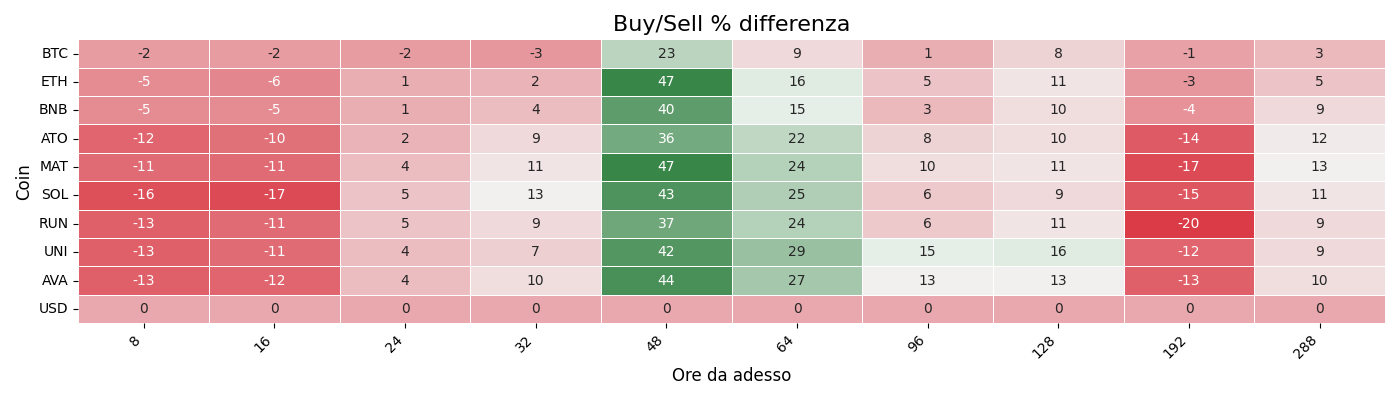 Buy/Sell % differenza
Coin
BTC -2 -2 -2 -3 23 9 1 8 -1 3
ETH -5 -6 1 2 47 16 5 11 -3 5
BNB -5 -5 1 4 40 15 3 10 -4 9
ATO -12 -10 2 9 36 22 8 10 -14 12
MAT -11 -11 4 11 47 24 10 11 -17 13
SOL -16 -17 5 13 43 25 6 9 -15 11
RUN -13 -11 5 9 37 24 6 11 -20 9
UNI -13 -11 4 7 42 29 15 16 -12 9
AVA -13 -12 4 10 44 27 13 13 -13 10
USD 0 0 0 0 0 0 0 0 0 0
8 16 24 32 48 64 96 128 192 288
Ore da adesso